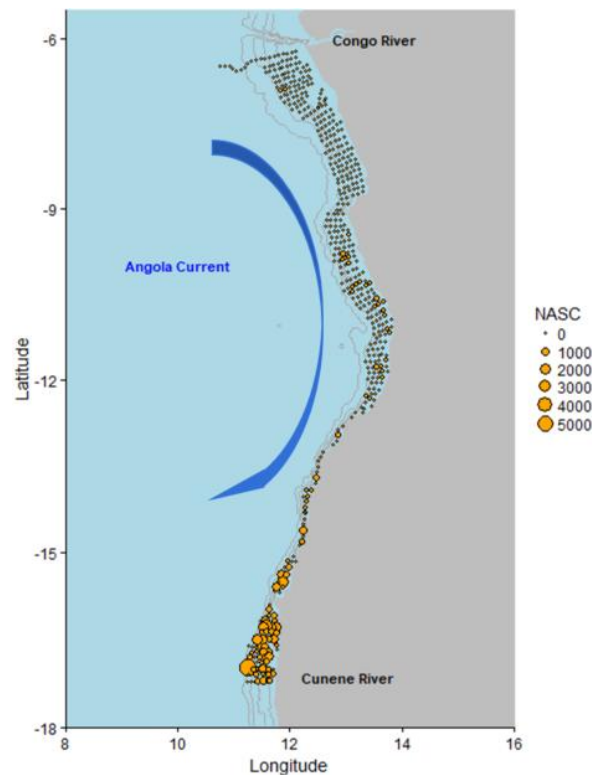 -6
-9
-12
-15
-18
Latitude
Congo River
Angola Current
Cunene River
8
10
12
14
16
Longitude
NASC
0
1000
2000
3000
4000
5000